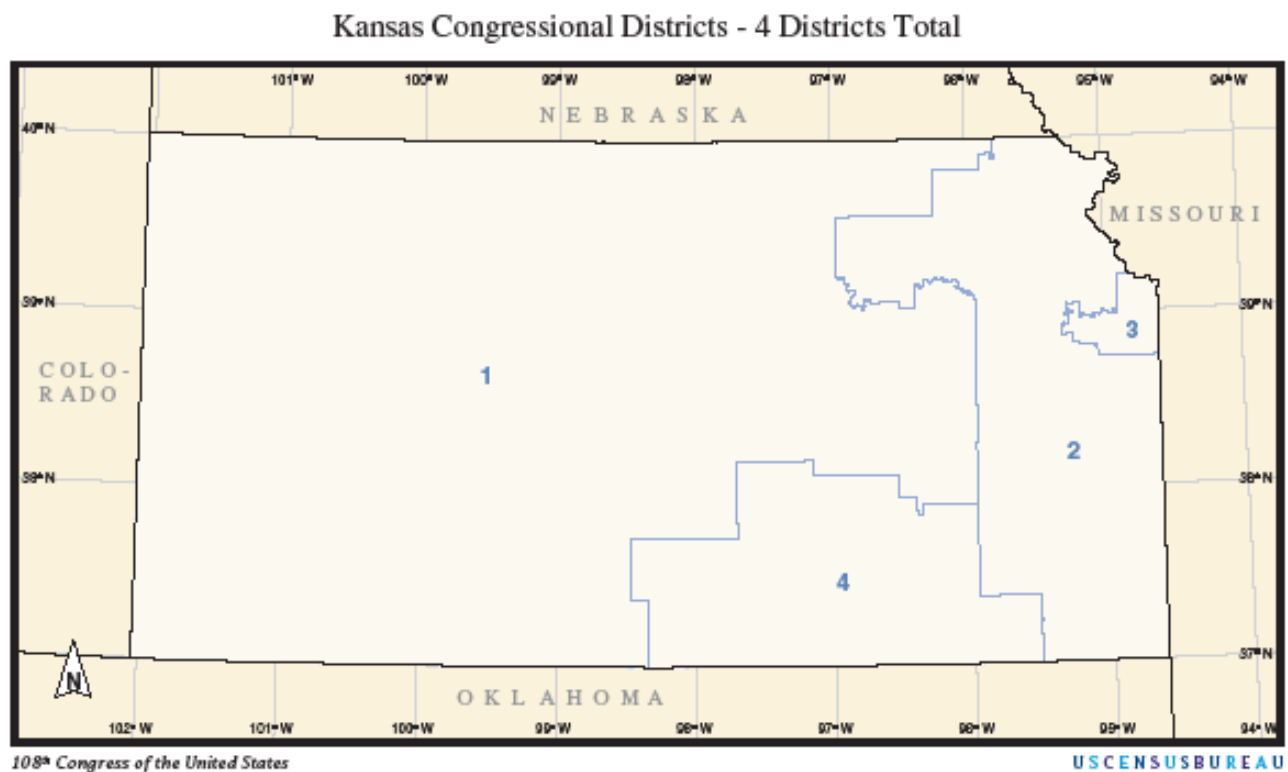 Kansas Congressional Districts - 4 Districts Total
101°W 100°W 99°W 98°W 97°W 96°W 95°W 94°W
NEBRASKA
40°N
MISSOURI
39°N 39°N
3
COLO-
RADO
1
2
38°N 38°N
4
37°N
N
OKLAHOMA
102°W 101°W 100°W 99°W 98°W 97°W 96°W 95°W 94°W
108th Congress of the United States
USCENSUSBUREAU